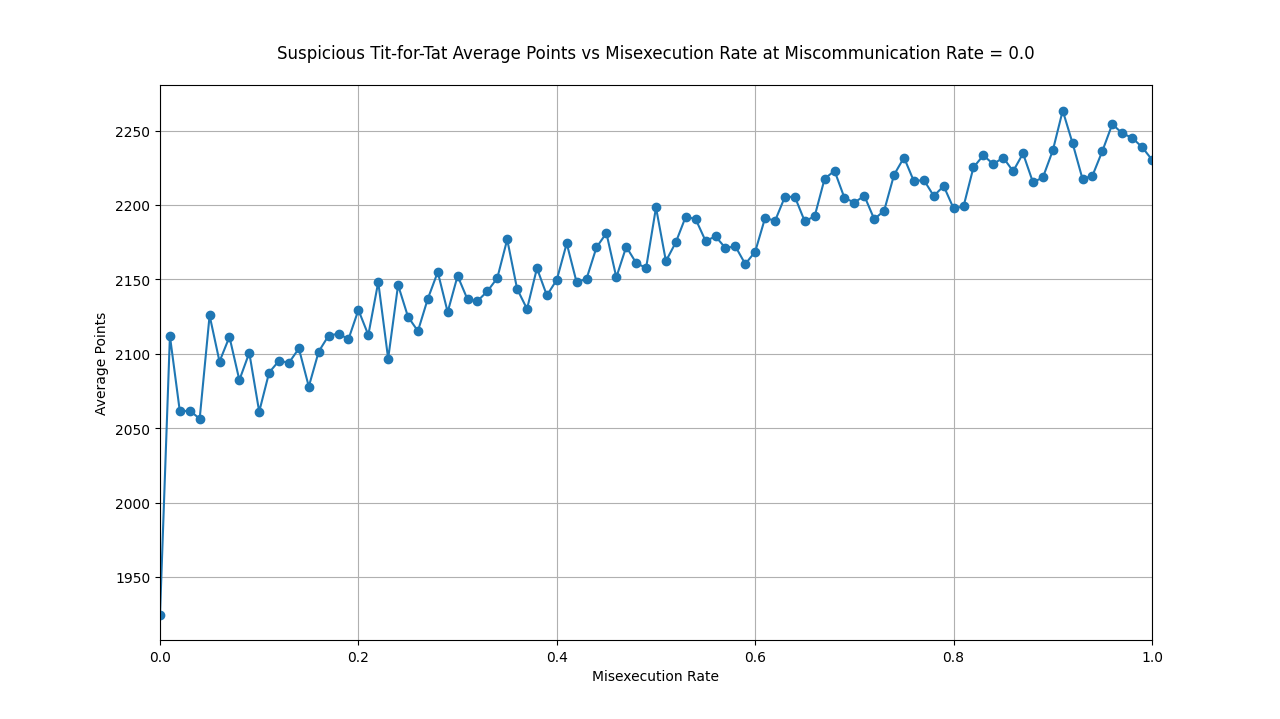 Suspicious Tit-for-Tat Average Points vs Misexecution Rate at Miscommunication Rate = 0.0
Average Points
2250
2200
2150
2100
2050
2000
1950
0.0 0.2 0.4 0.6 0.8 1.0
Misexecution Rate